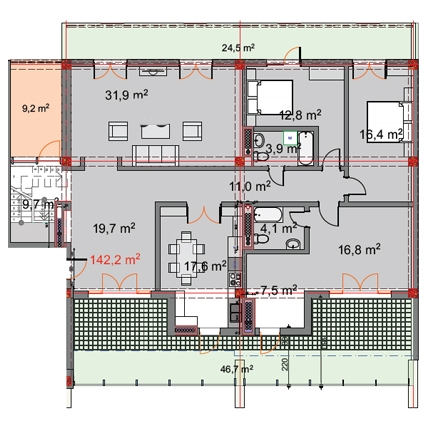 24,5 m²
31,9 m²
9,2 m²
12,8 m²
16,4 m²
3,9 m²
11,0 m²
9,7 m²
19,7 m²
4,1 m²
16,8 m²
142,2 m²
17,6 m²
7,5 m²
46,7 m²
220